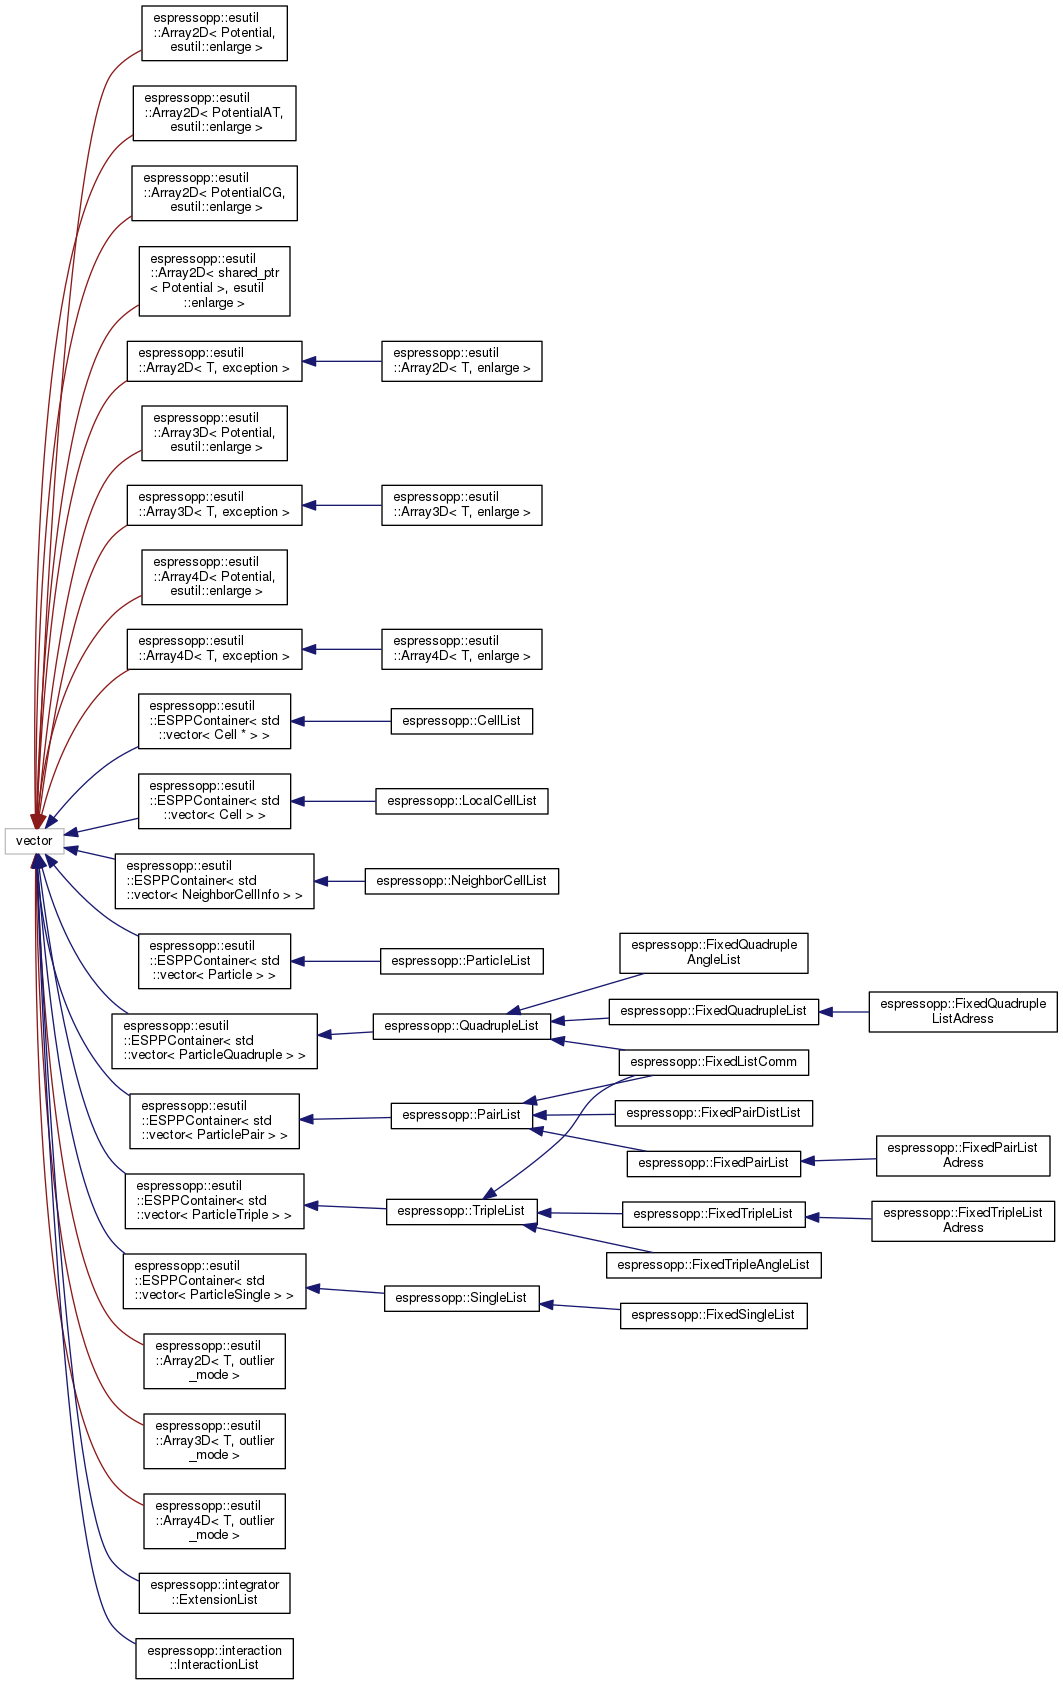 espressopp::esutil
::Array2D< Potential,
esutil::enlarge >
espressopp::esutil
::Array2D< PotentialAT,
esutil::enlarge >
espressopp::esutil
::Array2D< PotentialCG,
esutil::enlarge >
espressopp::esutil
::Array2D< shared_ptr
< Potential >, esutil
::enlarge >
espressopp::esutil
::Array2D< T, exception >
espressopp::esutil
::Array2D< T, enlarge >
espressopp::esutil
::Array3D< Potential,
esutil::enlarge >
espressopp::esutil
::Array3D< T, exception >
espressopp::esutil
::Array3D< T, enlarge >
espressopp::esutil
::Array4D< Potential,
esutil::enlarge >
espressopp::esutil
::Array4D< T, exception >
espressopp::esutil
::Array4D< T, enlarge >
espressopp::esutil
::ESPPContainer< std
::vector< Cell * > >
espressopp::CellList
espressopp::esutil
::ESPPContainer< std
::vector< Cell > >
espressopp::LocalCellList
vector
espressopp::esutil
::ESPPContainer< std
::vector< NeighborCellInfo > >
espressopp::NeighborCellList
espressopp::esutil
::ESPPContainer< std
::vector< Particle > >
espressopp::ParticleList
espressopp::FixedQuadruple
AngleList
espressopp::esutil
::ESPPContainer< std
::vector< ParticleQuadruple > >
espressopp::QuadrupleList
espressopp::FixedQuadrupleList
espressopp::FixedQuadruple
ListAdress
espressopp::FixedListComm
espressopp::esutil
::ESPPContainer< std
::vector< ParticlePair > >
espressopp::PairList
espressopp::FixedPairDistList
espressopp::FixedPairList
espressopp::FixedPairList
Adress
espressopp::esutil
::ESPPContainer< std
::vector< ParticleTriple > >
espressopp::TripleList
espressopp::FixedTripleList
espressopp::FixedTripleList
Adress
espressopp::FixedTripleAngleList
espressopp::esutil
::ESPPContainer< std
::vector< ParticleSingle > >
espressopp::SingleList
espressopp::FixedSingleList
espressopp::esutil
::Array2D< T, outlier
_mode >
espressopp::esutil
::Array3D< T, outlier
_mode >
espressopp::esutil
::Array4D< T, outlier
_mode >
espressopp::integrator
::ExtensionList
espressopp::interaction
::InteractionList